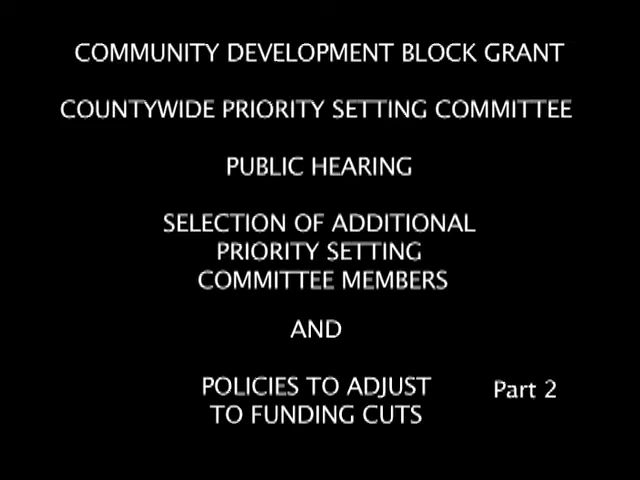 COMMUNITY DEVELOPMENT BLOCK GRANT
COUNTYWIDE PRIORITY SETTING COMMITTEE
PUBLIC HEARING
SELECTION OF ADDITIONAL
PRIORITY SETTING
COMMITTEE MEMBERS
AND
POLICIES TO ADJUST
TO FUNDING CUTS
Part 2